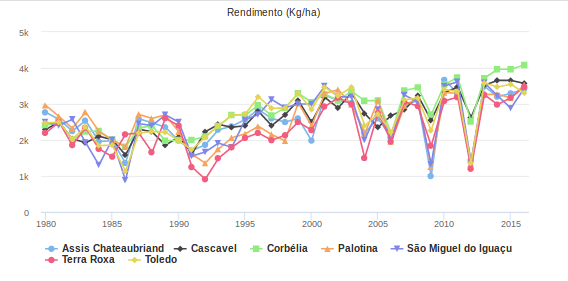 Rendimento (Kg/ha)
5k
4k
3k
2k
1k
0
1980 1985 1990 1995 2000 2005 2010 2015
Assis Chateaubriand Cascavel Corbélia Palotina São Miguel do Iguaçu
Terra Roxa Toledo